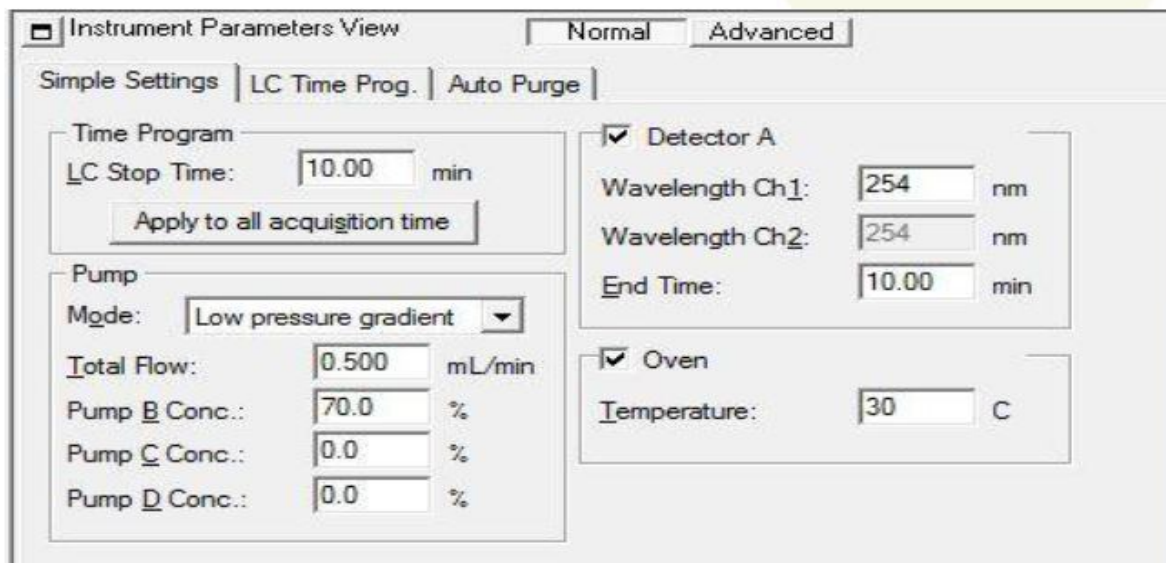 Instrument Parameters View
Normal
Advanced
Simple Settings
LC Time Prog.
Auto Purge
Time Program
LC Stop Time: 10.00 min
Apply to all acquisition time
Pump
Mode: Low pressure gradient
Total Flow: 0.500 mL/min
Pump B Conc.: 70.0 %
Pump C Conc.: 0.0 %
Pump D Conc.: 0.0 %
Detector A
Wavelength Ch1: 254 nm
Wavelength Ch2: 254 nm
End Time: 10.00 min
Oven
Temperature: 30 C